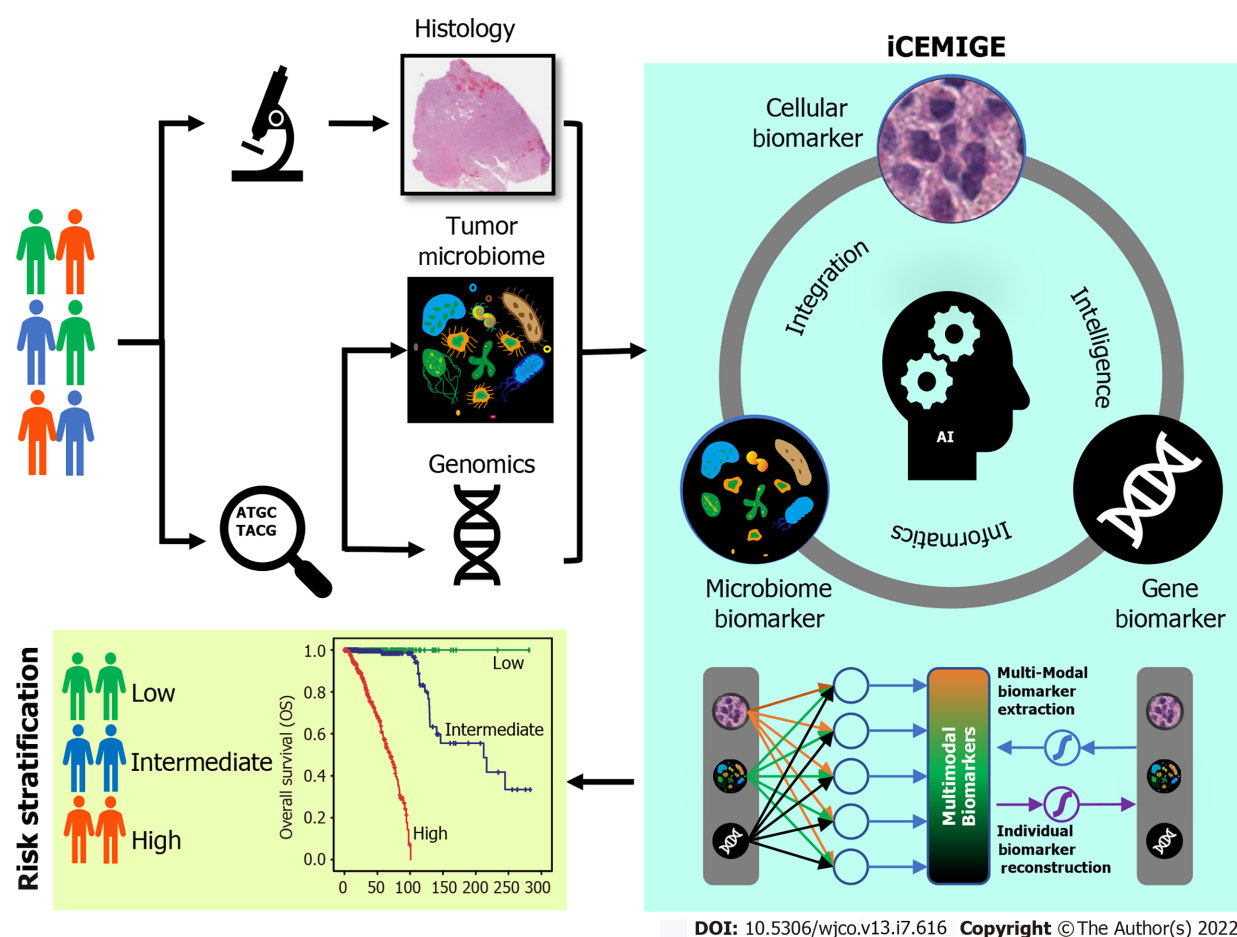 Histology
iCEMIGE
Cellular
biomarker
Tumor
microbiome
Integration
Intelligence
AI
Genomics
ATGC
TACG
Informatics
Microbiome
biomarker
Gene
biomarker
Risk stratification
Low
Intermediate
High
Overall survival (OS)
1.0
0.8
0.6
0.4
0.2
0.0
0 50 100 150 200 250 300
Low
Intermediate
High
Multimodal
Biomarkers
Multi-Modal
biomarker
extraction
Individual
biomarker
reconstruction
DOI: 10.5306/wjco.v13.i7.616 Copyright ©The Author(s) 2022